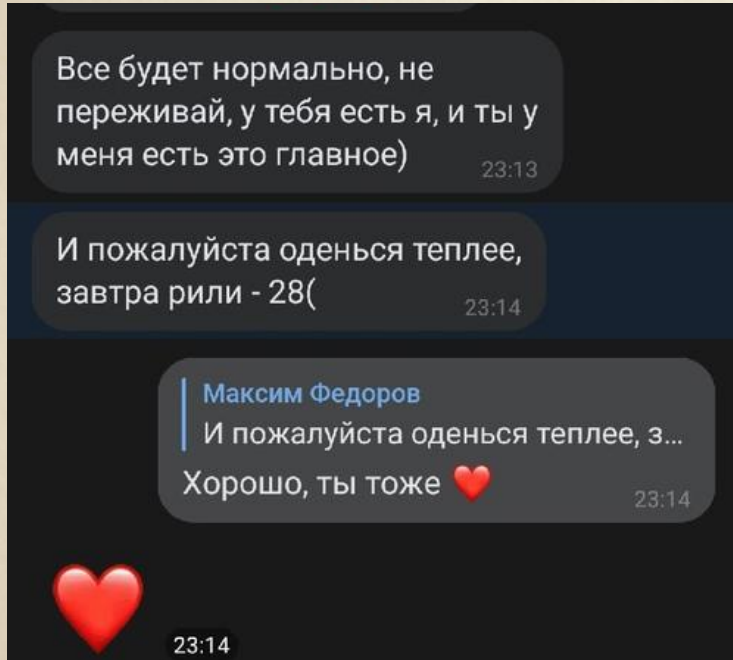 Все будет нормально, не
переживай, у тебя есть я, и ты у
меня есть это главное)
23:13
И пожалуйста оденься теплее,
завтра рили - 28(
23:14
Максим Федоров
И пожалуйста оденься теплее, з...
Хорошо, ты тоже ❤️
23:14
❤️
23:14